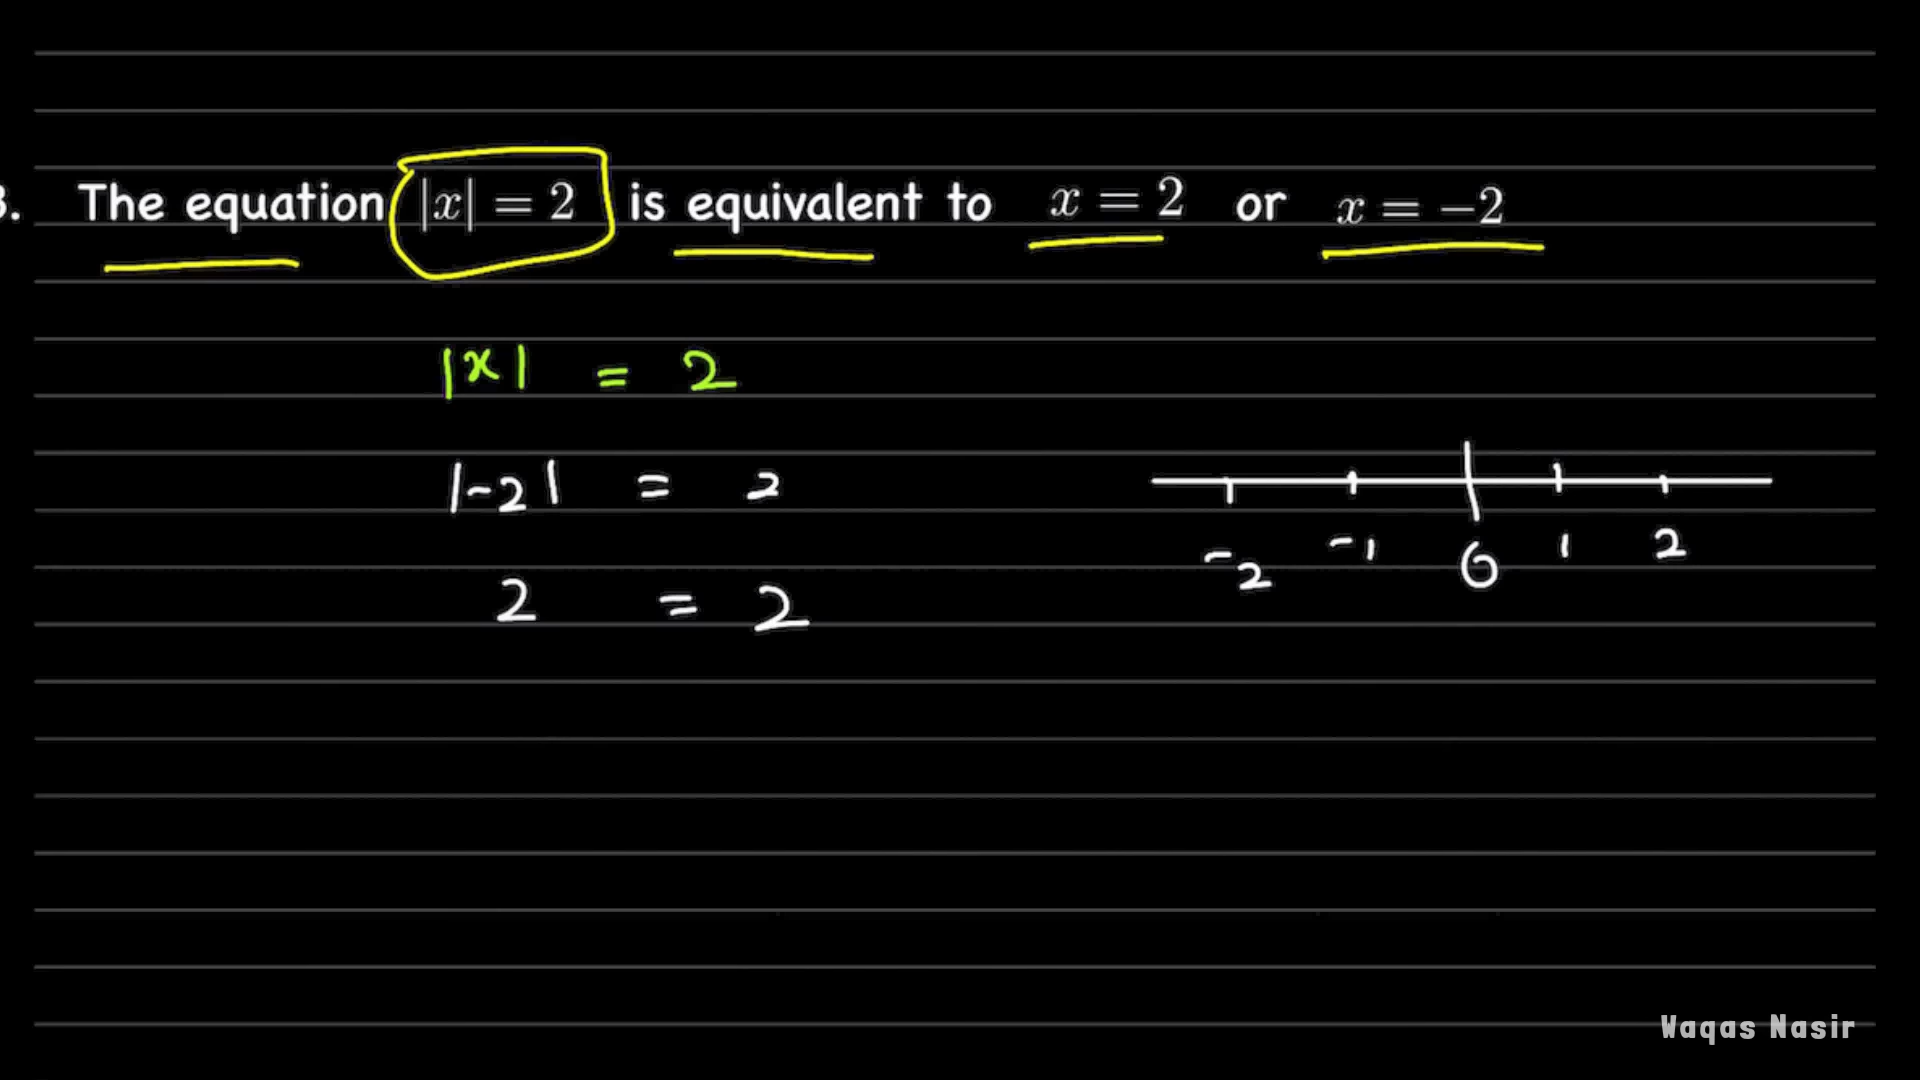 3. The equation |x| = 2 is equivalent to x = 2 or x = −2
|x| = 2
|-2| = 2
2 = 2
-2 -1 0 1 2
Waqas Nasir